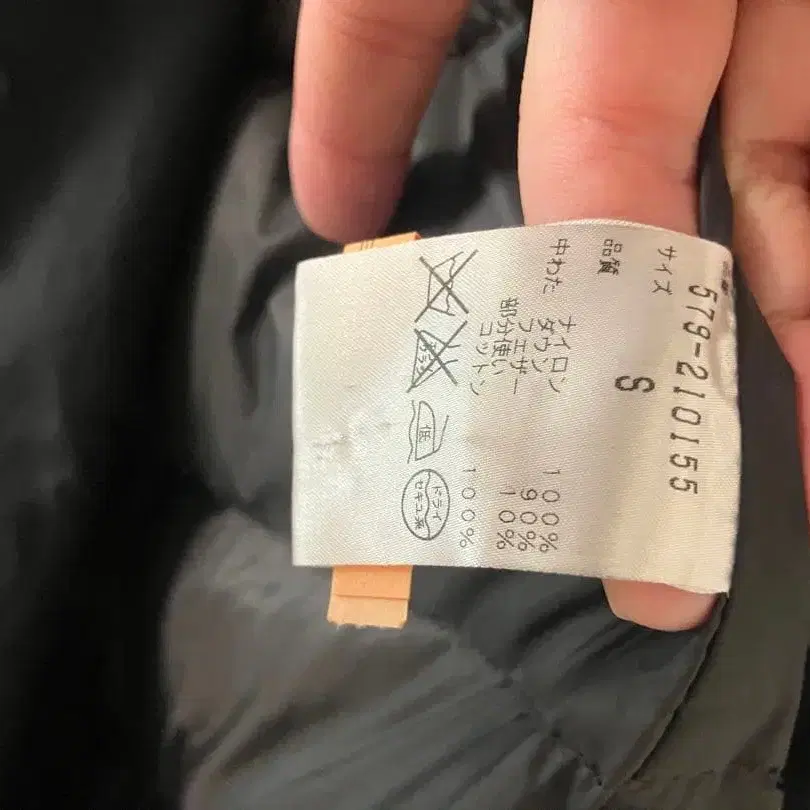 579-210155
サイズ
S
品質 ナイロン 100%
中わた ダウン 90%
フェザー 10%
部分使い
コットン 100%
低
ドライ
セキユ系